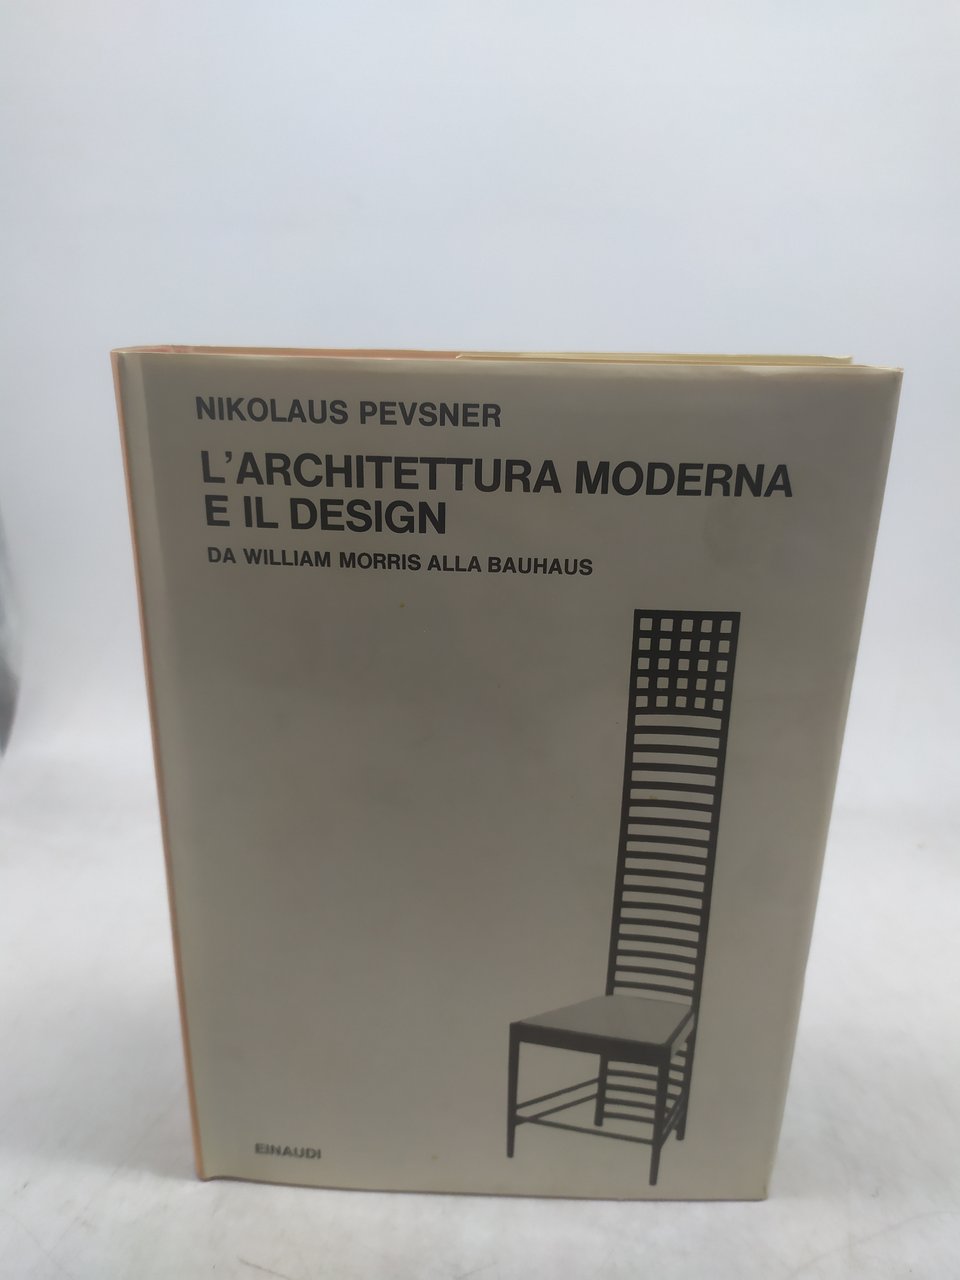 NIKOLAUS PEVSNER
L'ARCHITETTURA MODERNA
E IL DESIGN
DA WILLIAM MORRIS ALLA BAUHAUS
EINAUDI